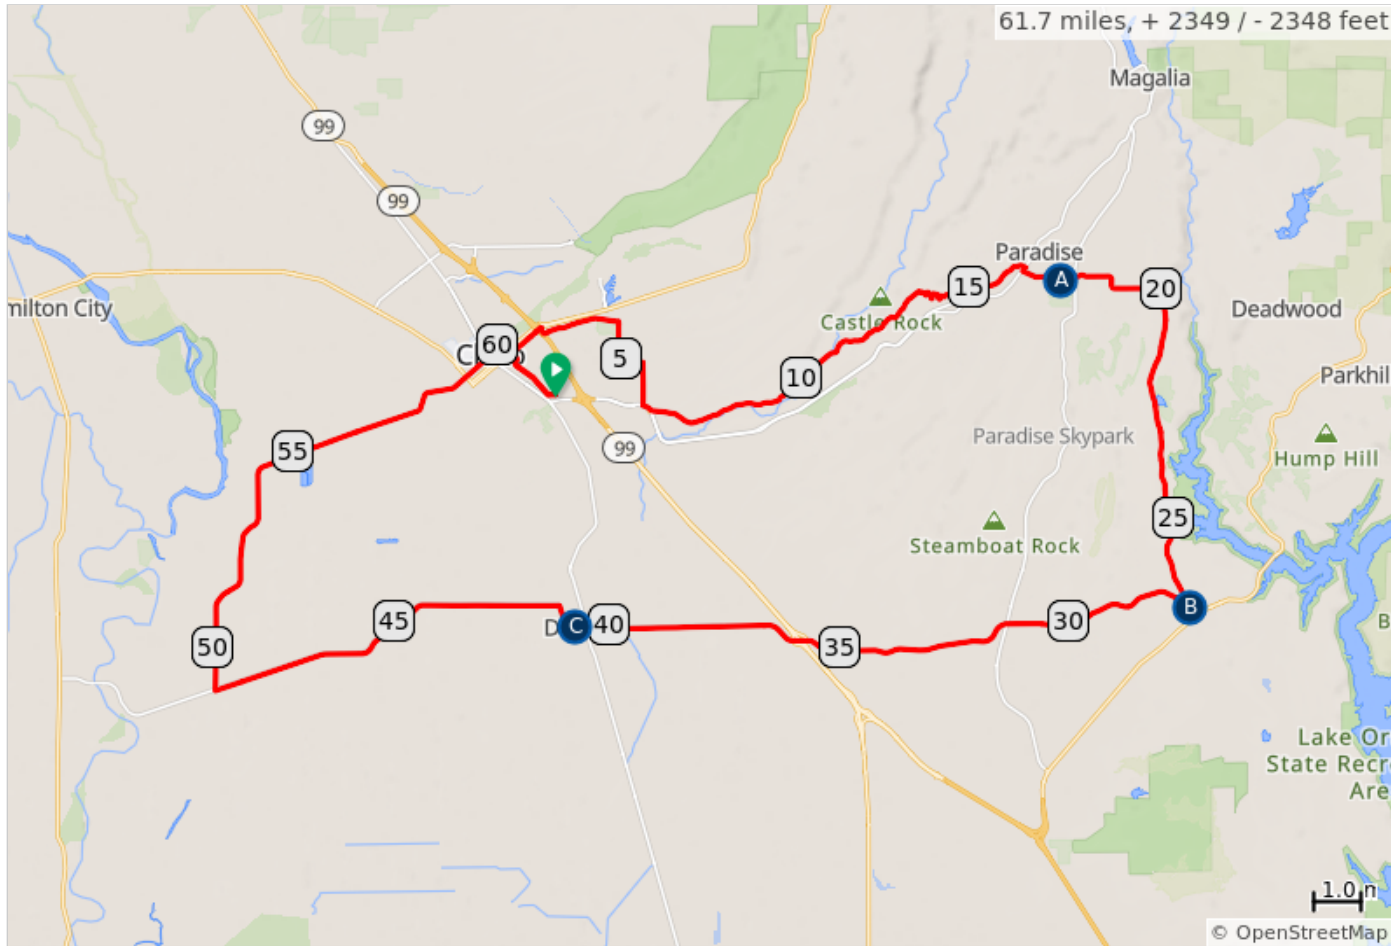 61.7 miles, + 2349 / - 2348 feet
Magalia
99
99
Paradise
A
15
20
Castle Rock
Deadwood
milton City
60
5
10
Parkhil
99
Paradise Skypark
Hump Hill
55
25
Steamboat Rock
B
45
D
C
40
30
35
50
B
Lake Or
State Recr
Are
1.0 m
© OpenStreetMap